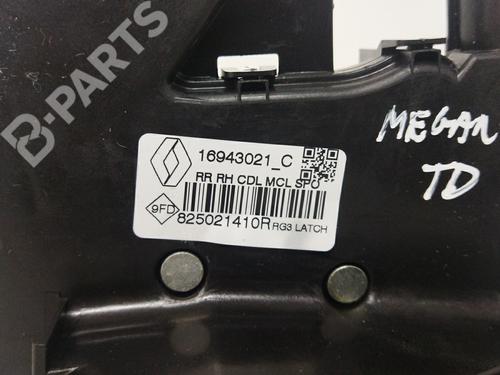 B-PARTS
16943021_C
RR RH CDL MCL SPO
9FD
825021410R RG3 LATCH
MEGAN
TD